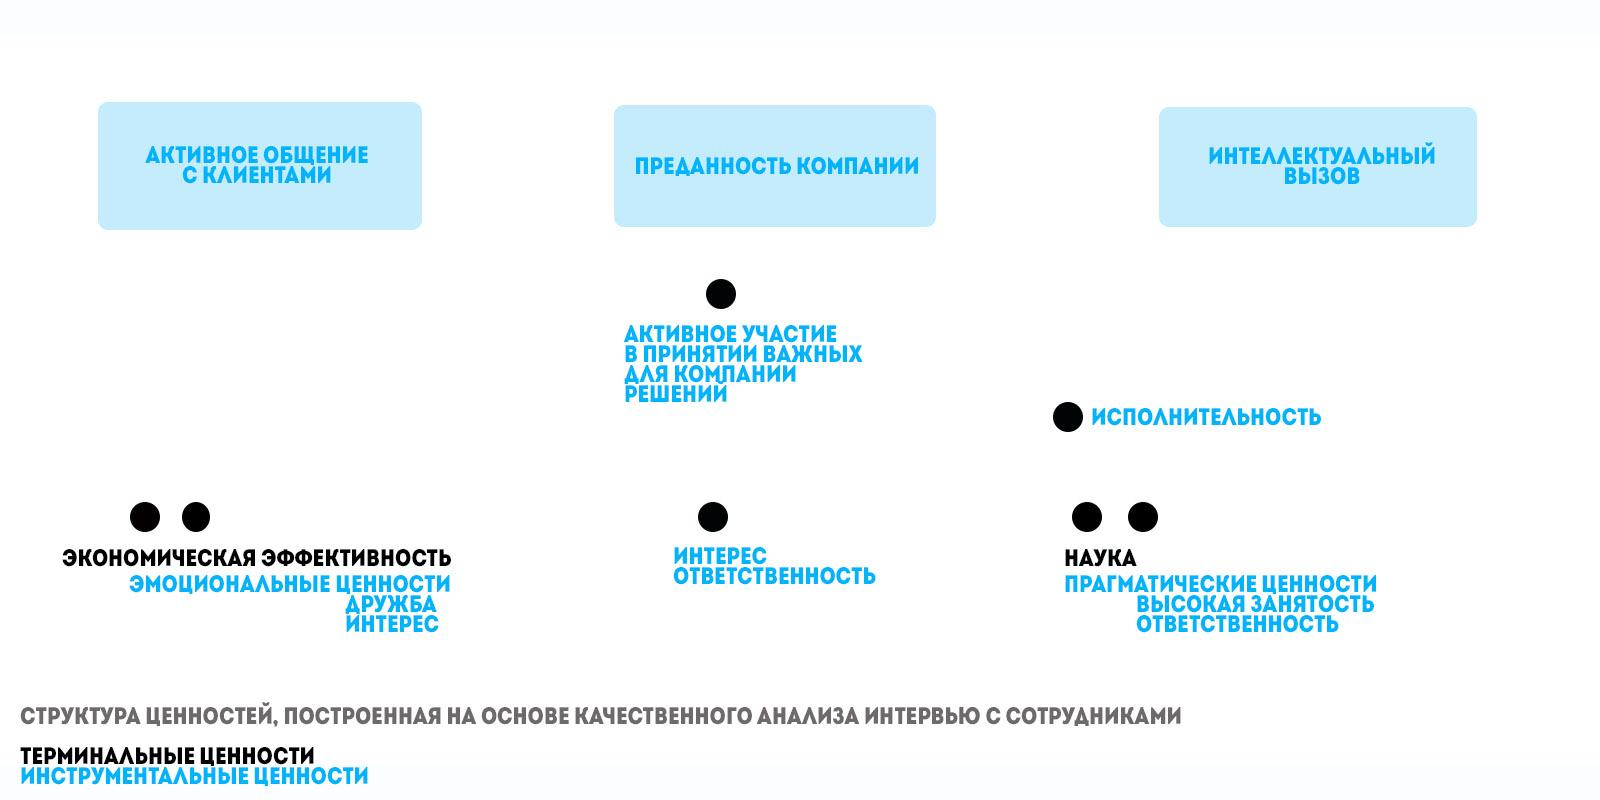 АКТИВНОЕ ОБЩЕНИЕ
С КЛИЕНТАМИ
ПРЕДАННОСТЬ КОМПАНИИ
ИНТЕЛЛЕКТУАЛЬНЫЙ
ВЫЗОВ
АКТИВНОЕ УЧАСТИЕ
В ПРИНЯТИИ ВАЖНЫХ
ДЛЯ КОМПАНИИ
РЕШЕНИЙ
ИСПОЛНИТЕЛЬНОСТЬ
ЭКОНОМИЧЕСКАЯ ЭФФЕКТИВНОСТЬ
ЭМОЦИОНАЛЬНЫЕ ЦЕННОСТИ
ДРУЖБА
ИНТЕРЕС
ИНТЕРЕС
ОТВЕТСТВЕННОСТЬ
НАУКА
ПРАГМАТИЧЕСКИЕ ЦЕННОСТИ
ВЫСОКАЯ ЗАНЯТОСТЬ
ОТВЕТСТВЕННОСТЬ
СТРУКТУРА ЦЕННОСТЕЙ, ПОСТРОЕННАЯ НА ОСНОВЕ КАЧЕСТВЕННОГО АНАЛИЗА ИНТЕРВЬЮ С СОТРУДНИКАМИ
ТЕРМИНАЛЬНЫЕ ЦЕННОСТИ
ИНСТРУМЕНТАЛЬНЫЕ ЦЕННОСТИ